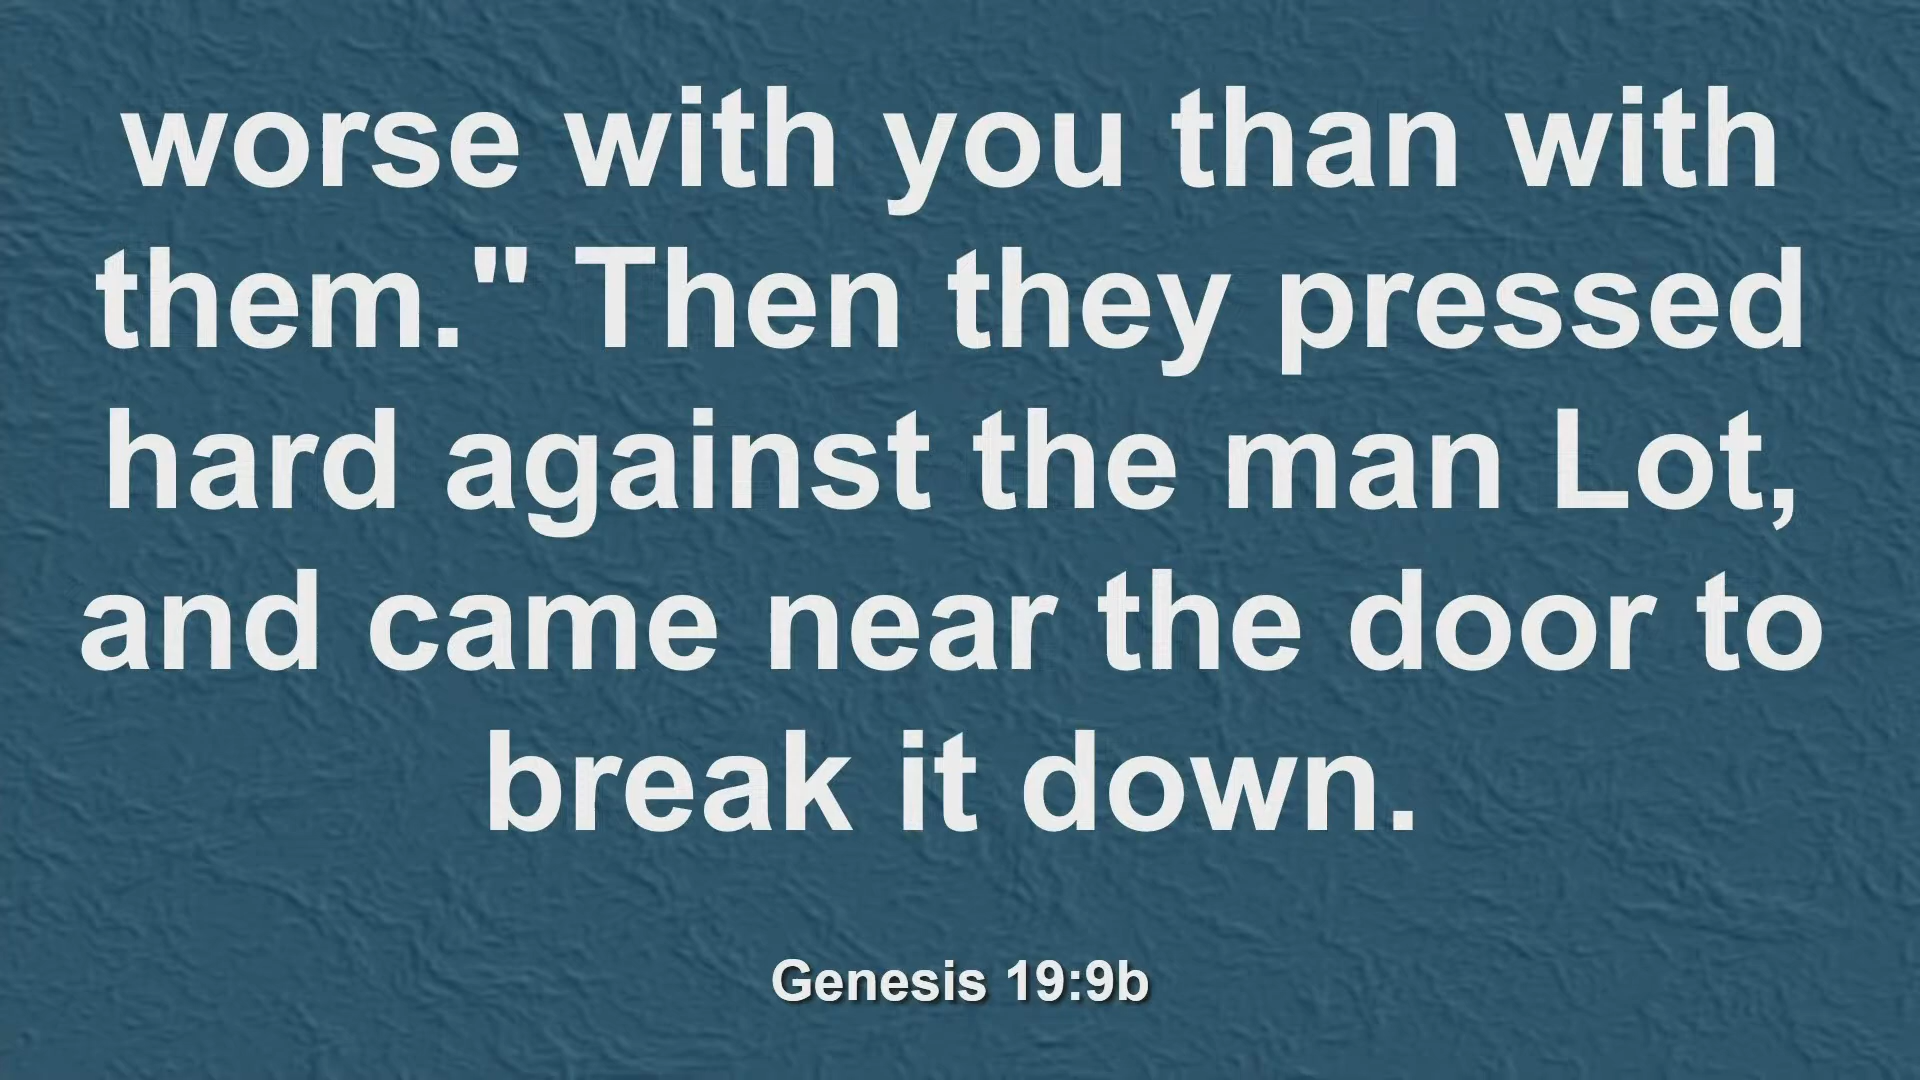 worse with you than with
them." Then they pressed
hard against the man Lot,
and came near the door to
break it down.
Genesis 19:9b